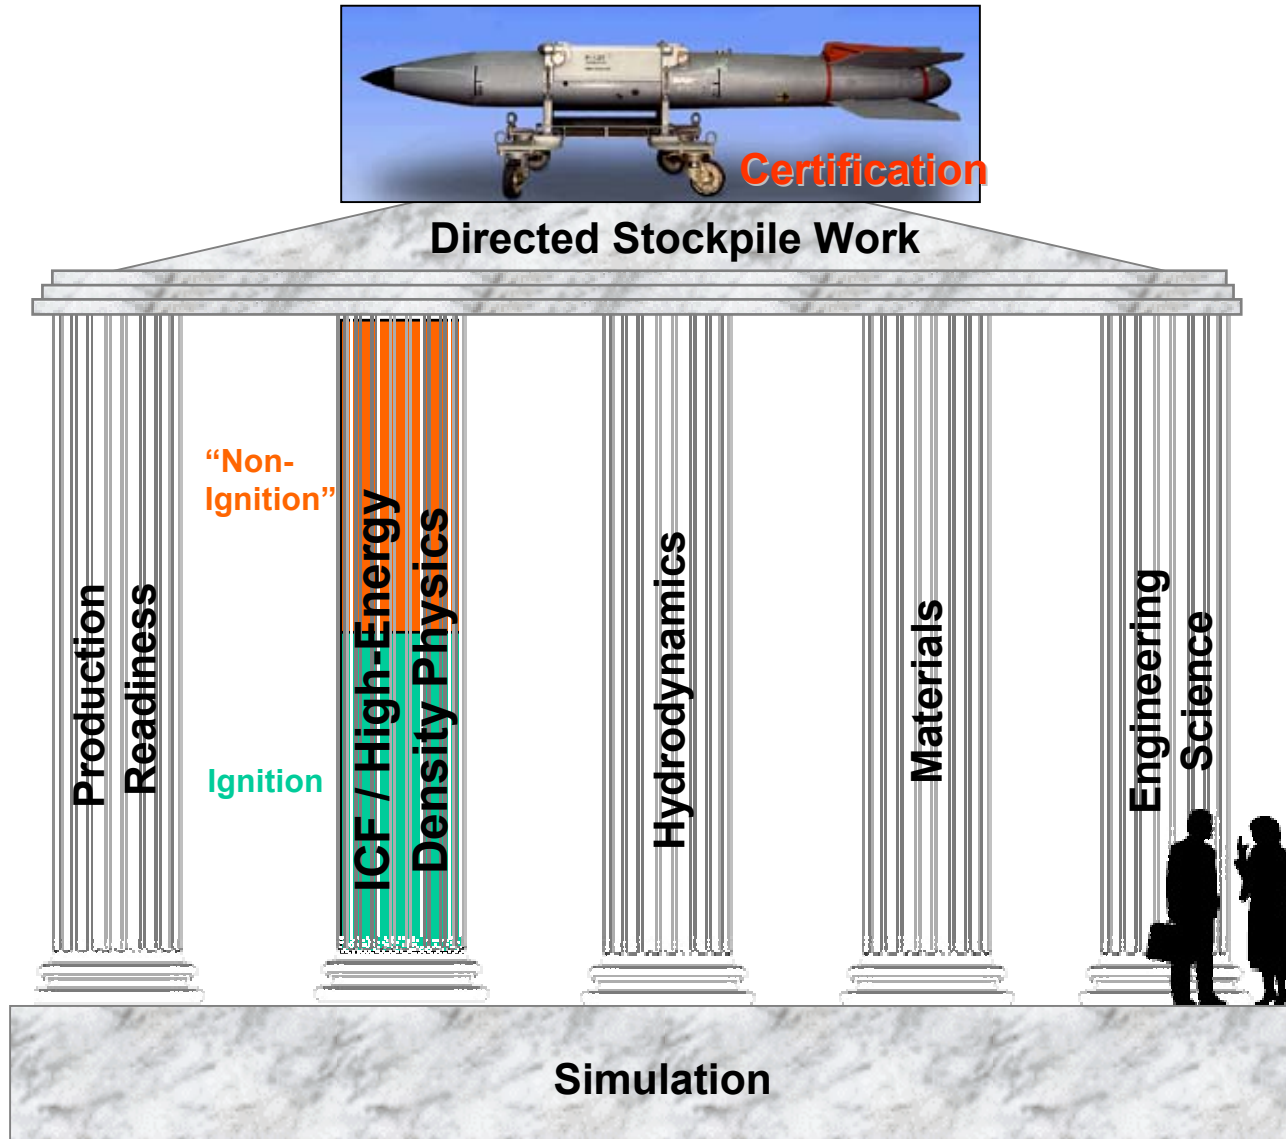 Certification
Directed Stockpile Work
“Non-
Ignition”
Ignition
Production
Readiness
ICF / High-Energy
Density Physics
Hydrodynamics
Materials
Engineering
Science
Simulation